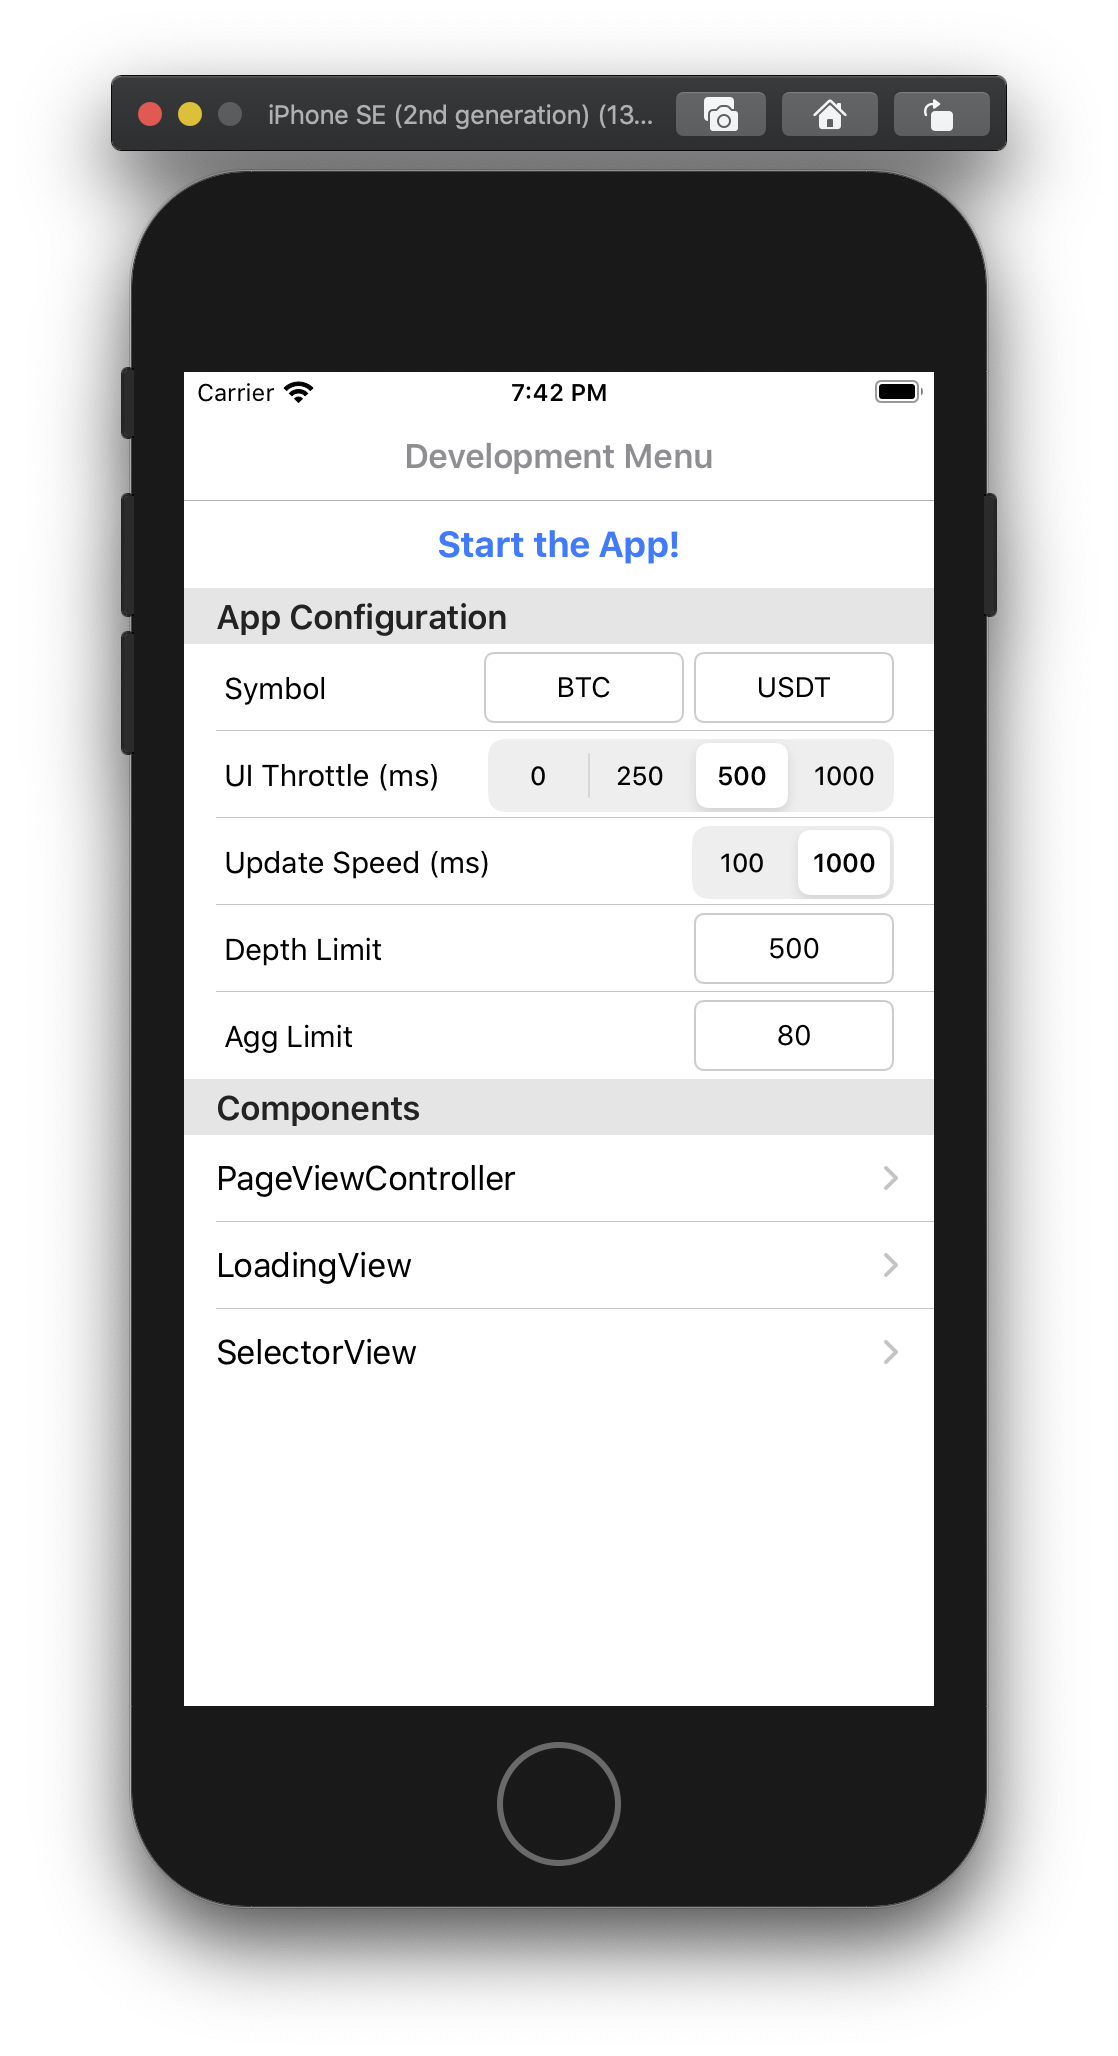 iPhone SE (2nd generation) (13...
Carrier 7:42 PM
Development Menu
Start the App!
App Configuration
Symbol BTC USDT
UI Throttle (ms) 0 250 500 1000
Update Speed (ms) 100 1000
Depth Limit 500
Agg Limit 80
Components
PageViewController
LoadingView
SelectorView